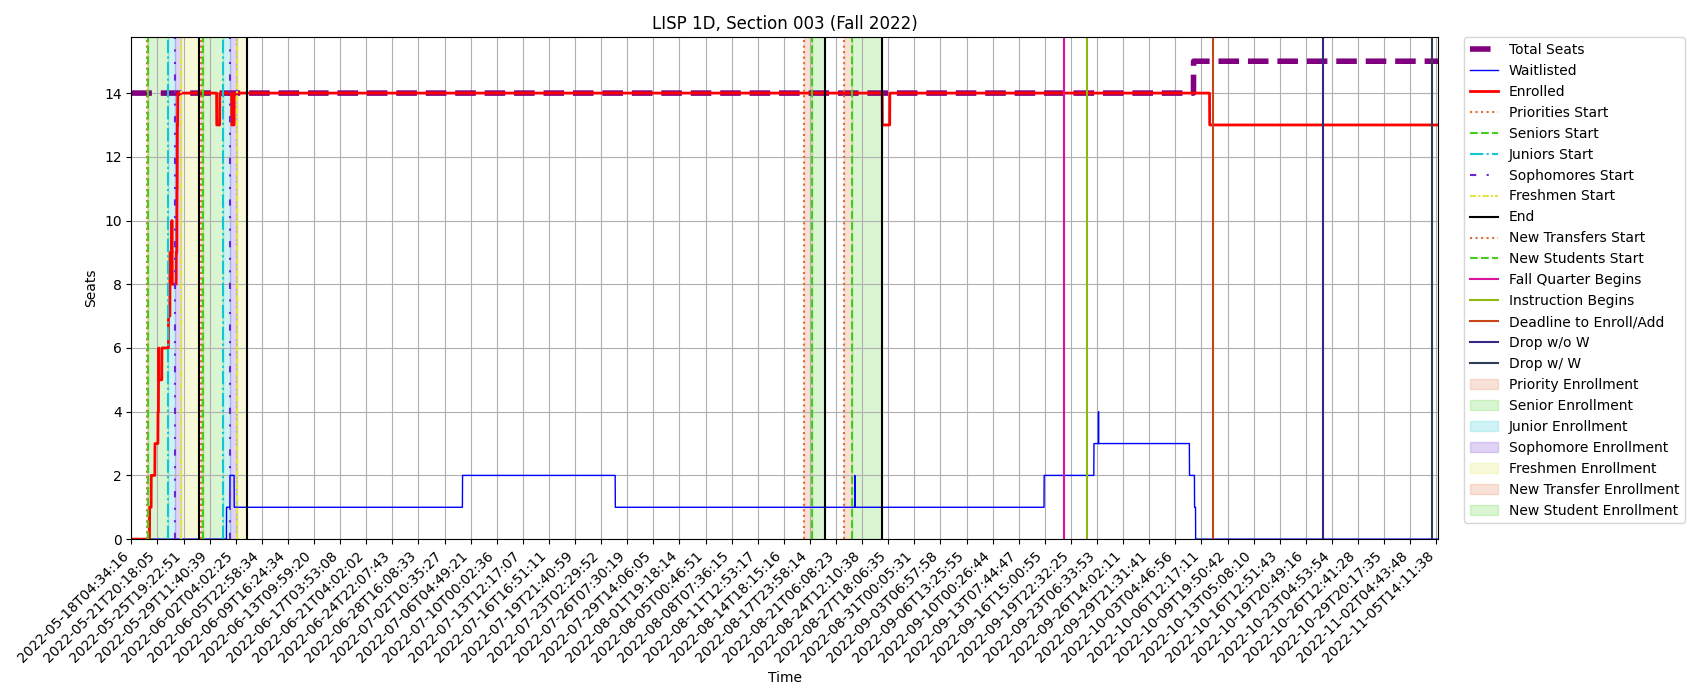 LISP 1D, Section 003 (Fall 2022)
Seats
14
12
10
8
6
4
2
0
2022-05-18T04:34:16
2022-05-21T20:18:05
2022-05-25T19:22:51
2022-05-29T11:40:39
2022-06-02T04:02:25
2022-06-05T22:58:34
2022-06-09T16:24:34
2022-06-13T09:59:20
2022-06-17T03:53:08
2022-06-21T04:02:02
2022-06-24T22:07:43
2022-06-28T16:08:33
2022-07-02T10:35:27
2022-07-06T04:49:21
2022-07-10T00:02:36
2022-07-13T12:17:07
2022-07-16T16:51:11
2022-07-19T21:40:59
2022-07-23T02:29:52
2022-07-26T07:30:19
2022-07-29T14:06:05
2022-08-01T19:18:14
2022-08-05T00:46:51
2022-08-08T07:36:15
2022-08-11T12:53:17
2022-08-14T18:15:16
2022-08-17T23:58:14
2022-08-21T06:08:23
2022-08-24T12:10:38
2022-08-27T18:06:35
2022-08-31T00:05:31
2022-09-03T06:57:58
2022-09-06T13:25:55
2022-09-10T00:26:44
2022-09-13T07:44:47
2022-09-16T15:00:55
2022-09-19T22:32:25
2022-09-23T06:33:53
2022-09-26T14:02:11
2022-09-29T21:31:41
2022-10-03T04:46:56
2022-10-06T12:17:11
2022-10-09T19:50:42
2022-10-13T05:08:10
2022-10-16T12:51:43
2022-10-19T20:49:16
2022-10-23T04:53:54
2022-10-26T12:41:28
2022-10-29T20:17:35
2022-11-02T04:43:48
2022-11-05T14:11:38
Time
Total Seats
Waitlisted
Enrolled
Priorities Start
Seniors Start
Juniors Start
Sophomores Start
Freshmen Start
End
New Transfers Start
New Students Start
Fall Quarter Begins
Instruction Begins
Deadline to Enroll/Add
Drop w/o W
Drop w/ W
Priority Enrollment
Senior Enrollment
Junior Enrollment
Sophomore Enrollment
Freshmen Enrollment
New Transfer Enrollment
New Student Enrollment